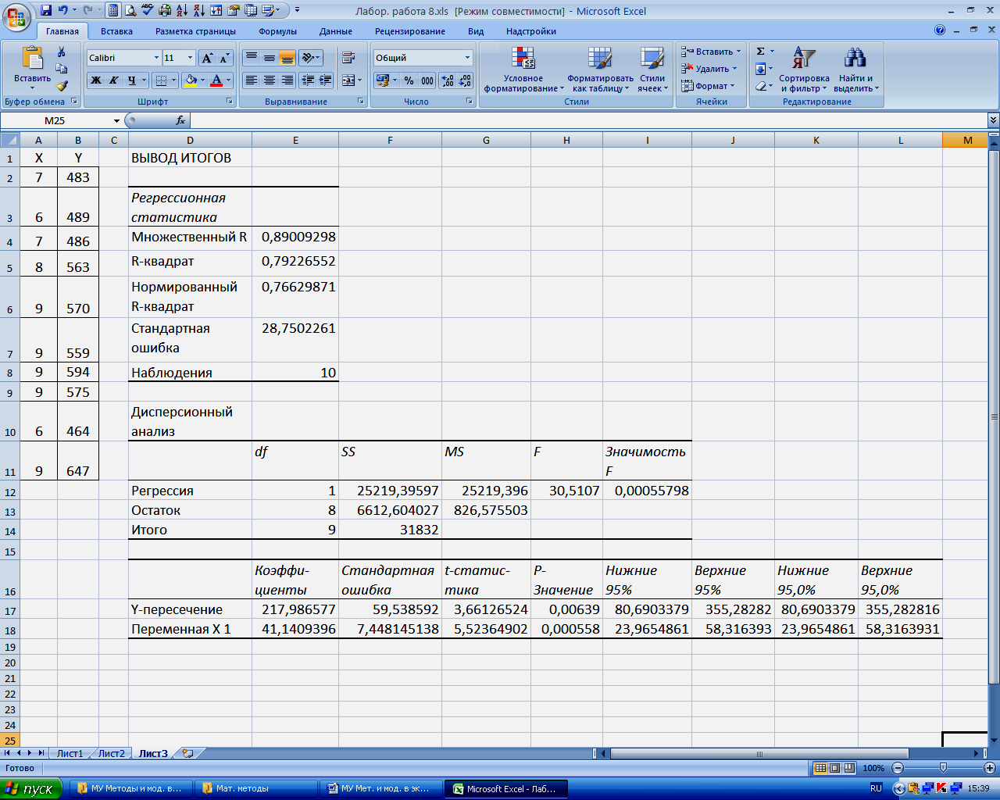 Лабор. работа 8.xls [Режим совместимости] - Microsoft Excel
Главная Вставка Разметка страницы Формулы Данные Рецензирование Вид Надстройки
Вставить
Буфер обмена
Calibri 11
Ж К Ч
Шрифт
Выравнивание
Общий
% 000
Число
Условное форматирование
Форматировать как таблицу
Стили ячеек
Стили
Вставить
Удалить
Формат
Ячейки
Сортировка и фильтр
Найти и выделить
Редактирование
M25 fx
A B C D E F G H I J K L M
1 X Y ВЫВОД ИТОГОВ
2 7 483
3 6 489 Регрессионная статистика
4 7 486 Множественный R 0,89009298
5 8 563 R-квадрат 0,79226552
6 9 570 Нормированный R-квадрат 0,76629871
7 9 559 Стандартная ошибка 28,7502261
8 9 594 Наблюдения 10
9 9 575
10 6 464 Дисперсионный анализ
11 9 647 df SS MS F Значимость F
12 Регрессия 1 25219,39597 25219,396 30,5107 0,00055798
13 Остаток 8 6612,604027 826,575503
14 Итого 9 31832
15
16 Коэффи-циенты Стандартная ошибка t-статис-тика P-Значение Нижние 95% Верхние 95% Нижние 95,0% Верхние 95,0%
17 Y-пересечение 217,986577 59,538592 3,66126524 0,00639 80,6903379 355,28282 80,6903379 355,282816
18 Переменная X 1 41,1409396 7,448145138 5,52364902 0,000558 23,9654861 58,316393 23,9654861 58,3163931
19
20
21
22
23
24
25
Лист1 Лист2 Лист3
Готово 100%
пуск МУ Методы и мод. в... Мат. методы МУ Мет. и мод. в эк... Microsoft Excel - Лаб... RU 15:39